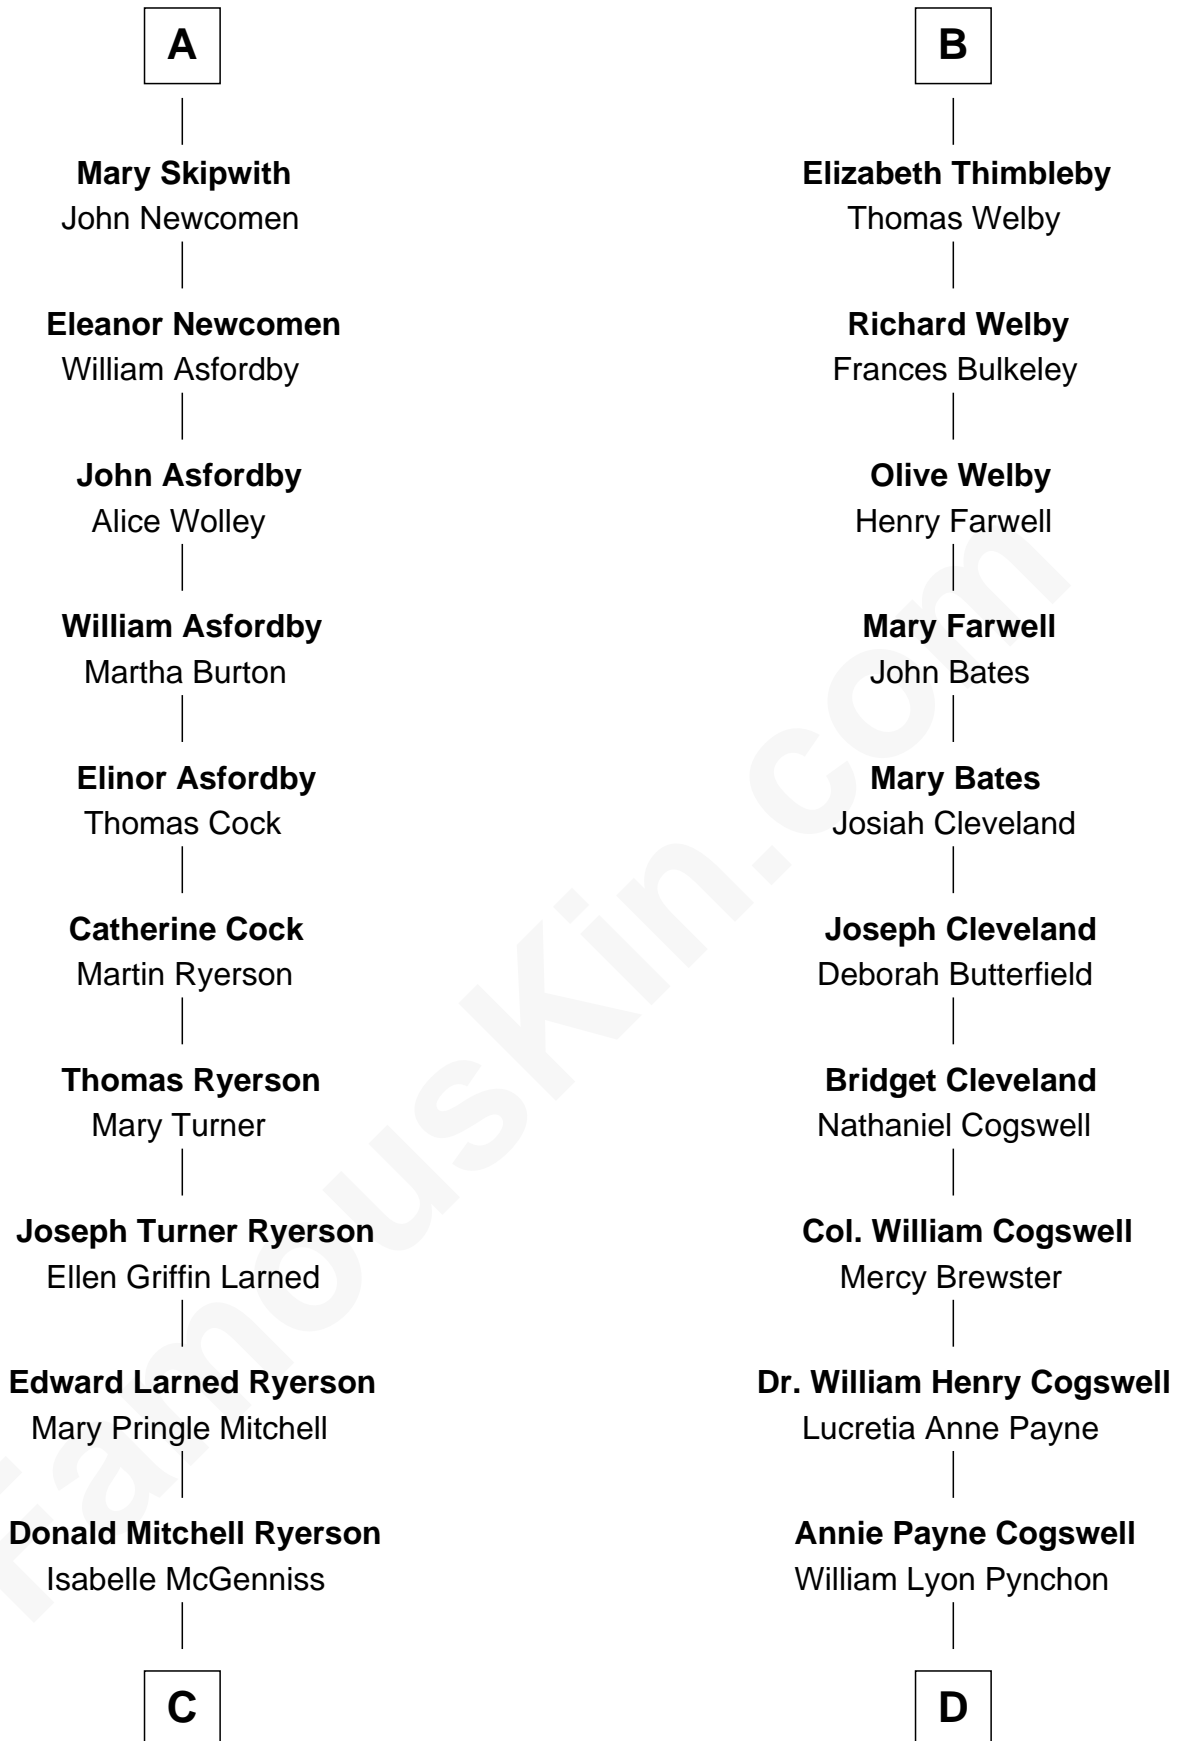 A
Mary Skipwith
John Newcomen
Eleanor Newcomen
William Asfordby
John Asfordby
Alice Wolley
William Asfordby
Martha Burton
Elinor Asfordby
Thomas Cock
Catherine Cock
Martin Ryerson
Thomas Ryerson
Mary Turner
Joseph Turner Ryerson
Ellen Griffin Larned
Edward Larned Ryerson
Mary Pringle Mitchell
Donald Mitchell Ryerson
Isabelle McGenniss
C
B
Elizabeth Thimbleby
Thomas Welby
Richard Welby
Frances Bulkeley
Olive Welby
Henry Farwell
Mary Farwell
John Bates
Mary Bates
Josiah Cleveland
Joseph Cleveland
Deborah Butterfield
Bridget Cleveland
Nathaniel Cogswell
Col. William Cogswell
Mercy Brewster
Dr. William Henry Cogswell
Lucretia Anne Payne
Annie Payne Cogswell
William Lyon Pynchon
D
FamousKin.com